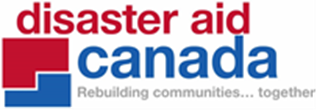 disaster aid
canada
Rebuilding communities... together